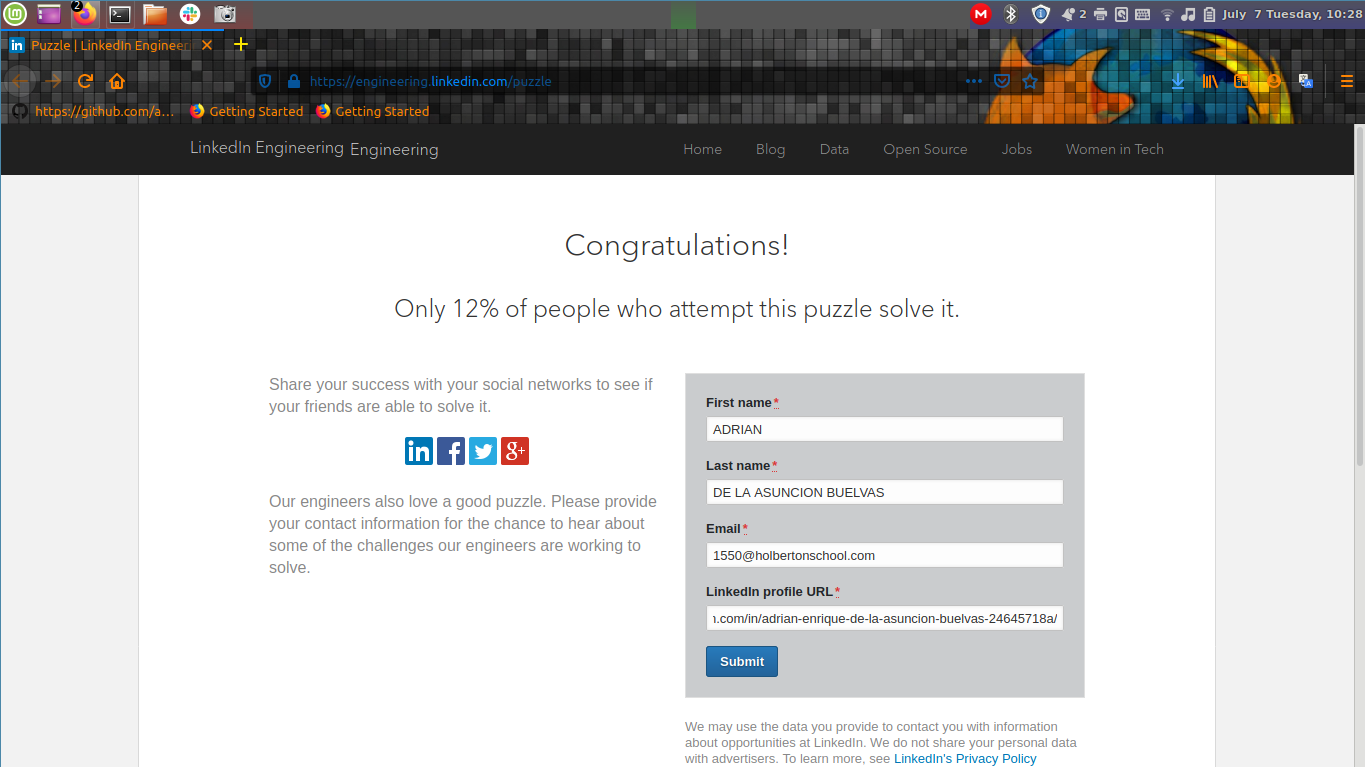 2
2
July 7 Tuesday, 10:28
Puzzle | LinkedIn Engineeri
https://engineering.linkedin.com/puzzle
https://github.com/a…
Getting Started
Getting Started
LinkedIn Engineering Engineering
Home
Blog
Data
Open Source
Jobs
Women in Tech
Congratulations!
Only 12% of people who attempt this puzzle solve it.
Share your success with your social networks to see if
your friends are able to solve it.
in f g+
Our engineers also love a good puzzle. Please provide
your contact information for the chance to hear about
some of the challenges our engineers are working to
solve.
First name*
ADRIAN
Last name*
DE LA ASUNCION BUELVAS
Email*
1550@holbertonschool.com
LinkedIn profile URL*
n.com/in/adrian-enrique-de-la-asuncion-buelvas-24645718a/
Submit
We may use the data you provide to contact you with information
about opportunities at LinkedIn. We do not share your personal data
with advertisers. To learn more, see LinkedIn's Privacy Policy